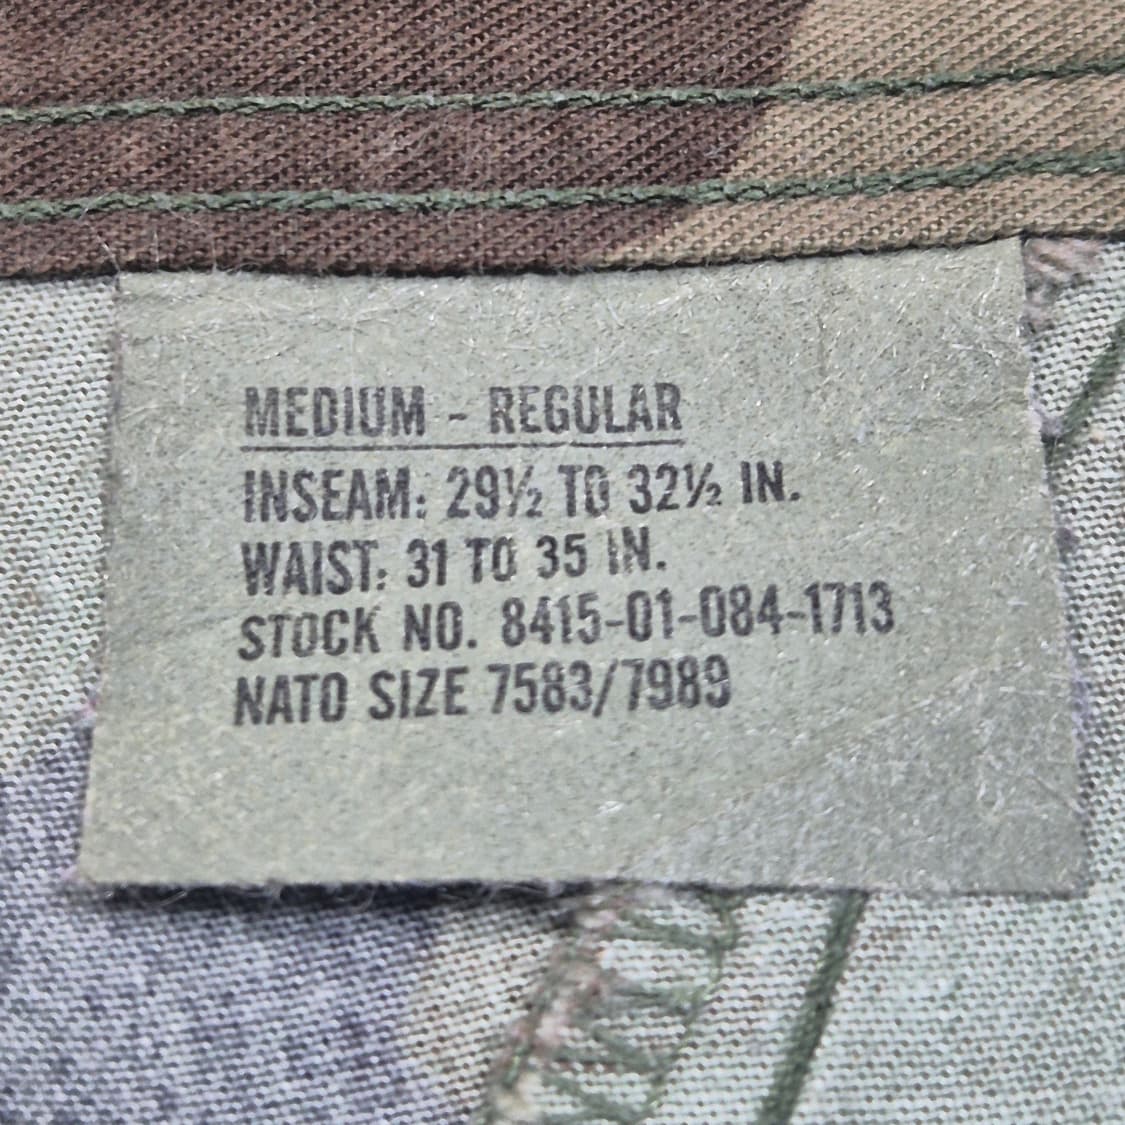 MEDIUM - REGULAR
INSEAM: 29½ TO 32½ IN.
WAIST: 31 TO 35 IN.
STOCK NO. 8415-01-084-1713
NATO SIZE 7583/7989